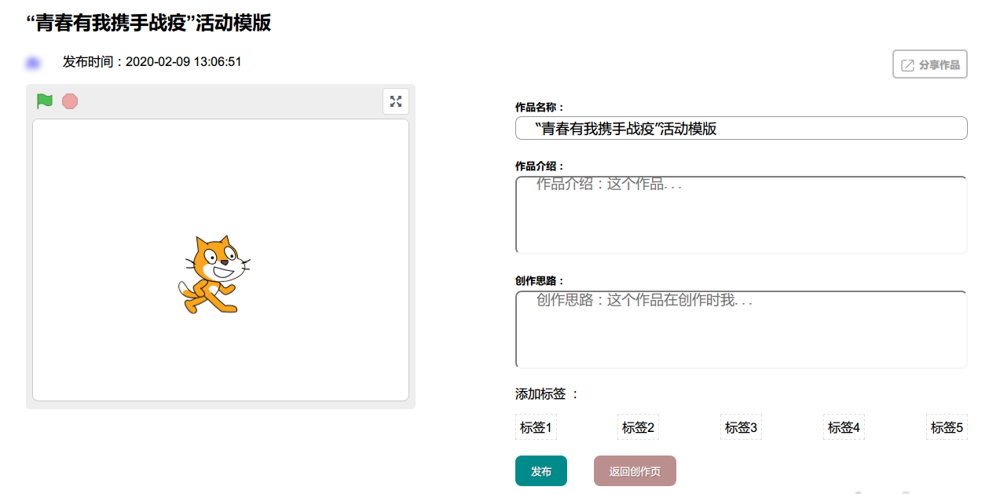 “青春有我携手战疫”活动模版
发布时间：2020-02-09 13:06:51
分享作品
作品名称：
“青春有我携手战疫”活动模版
作品介绍：
作品介绍：这个作品...
创作思路：
创作思路：这个作品在创作时我...
添加标签 ：
标签1 标签2 标签3 标签4 标签5
发布 返回创作页